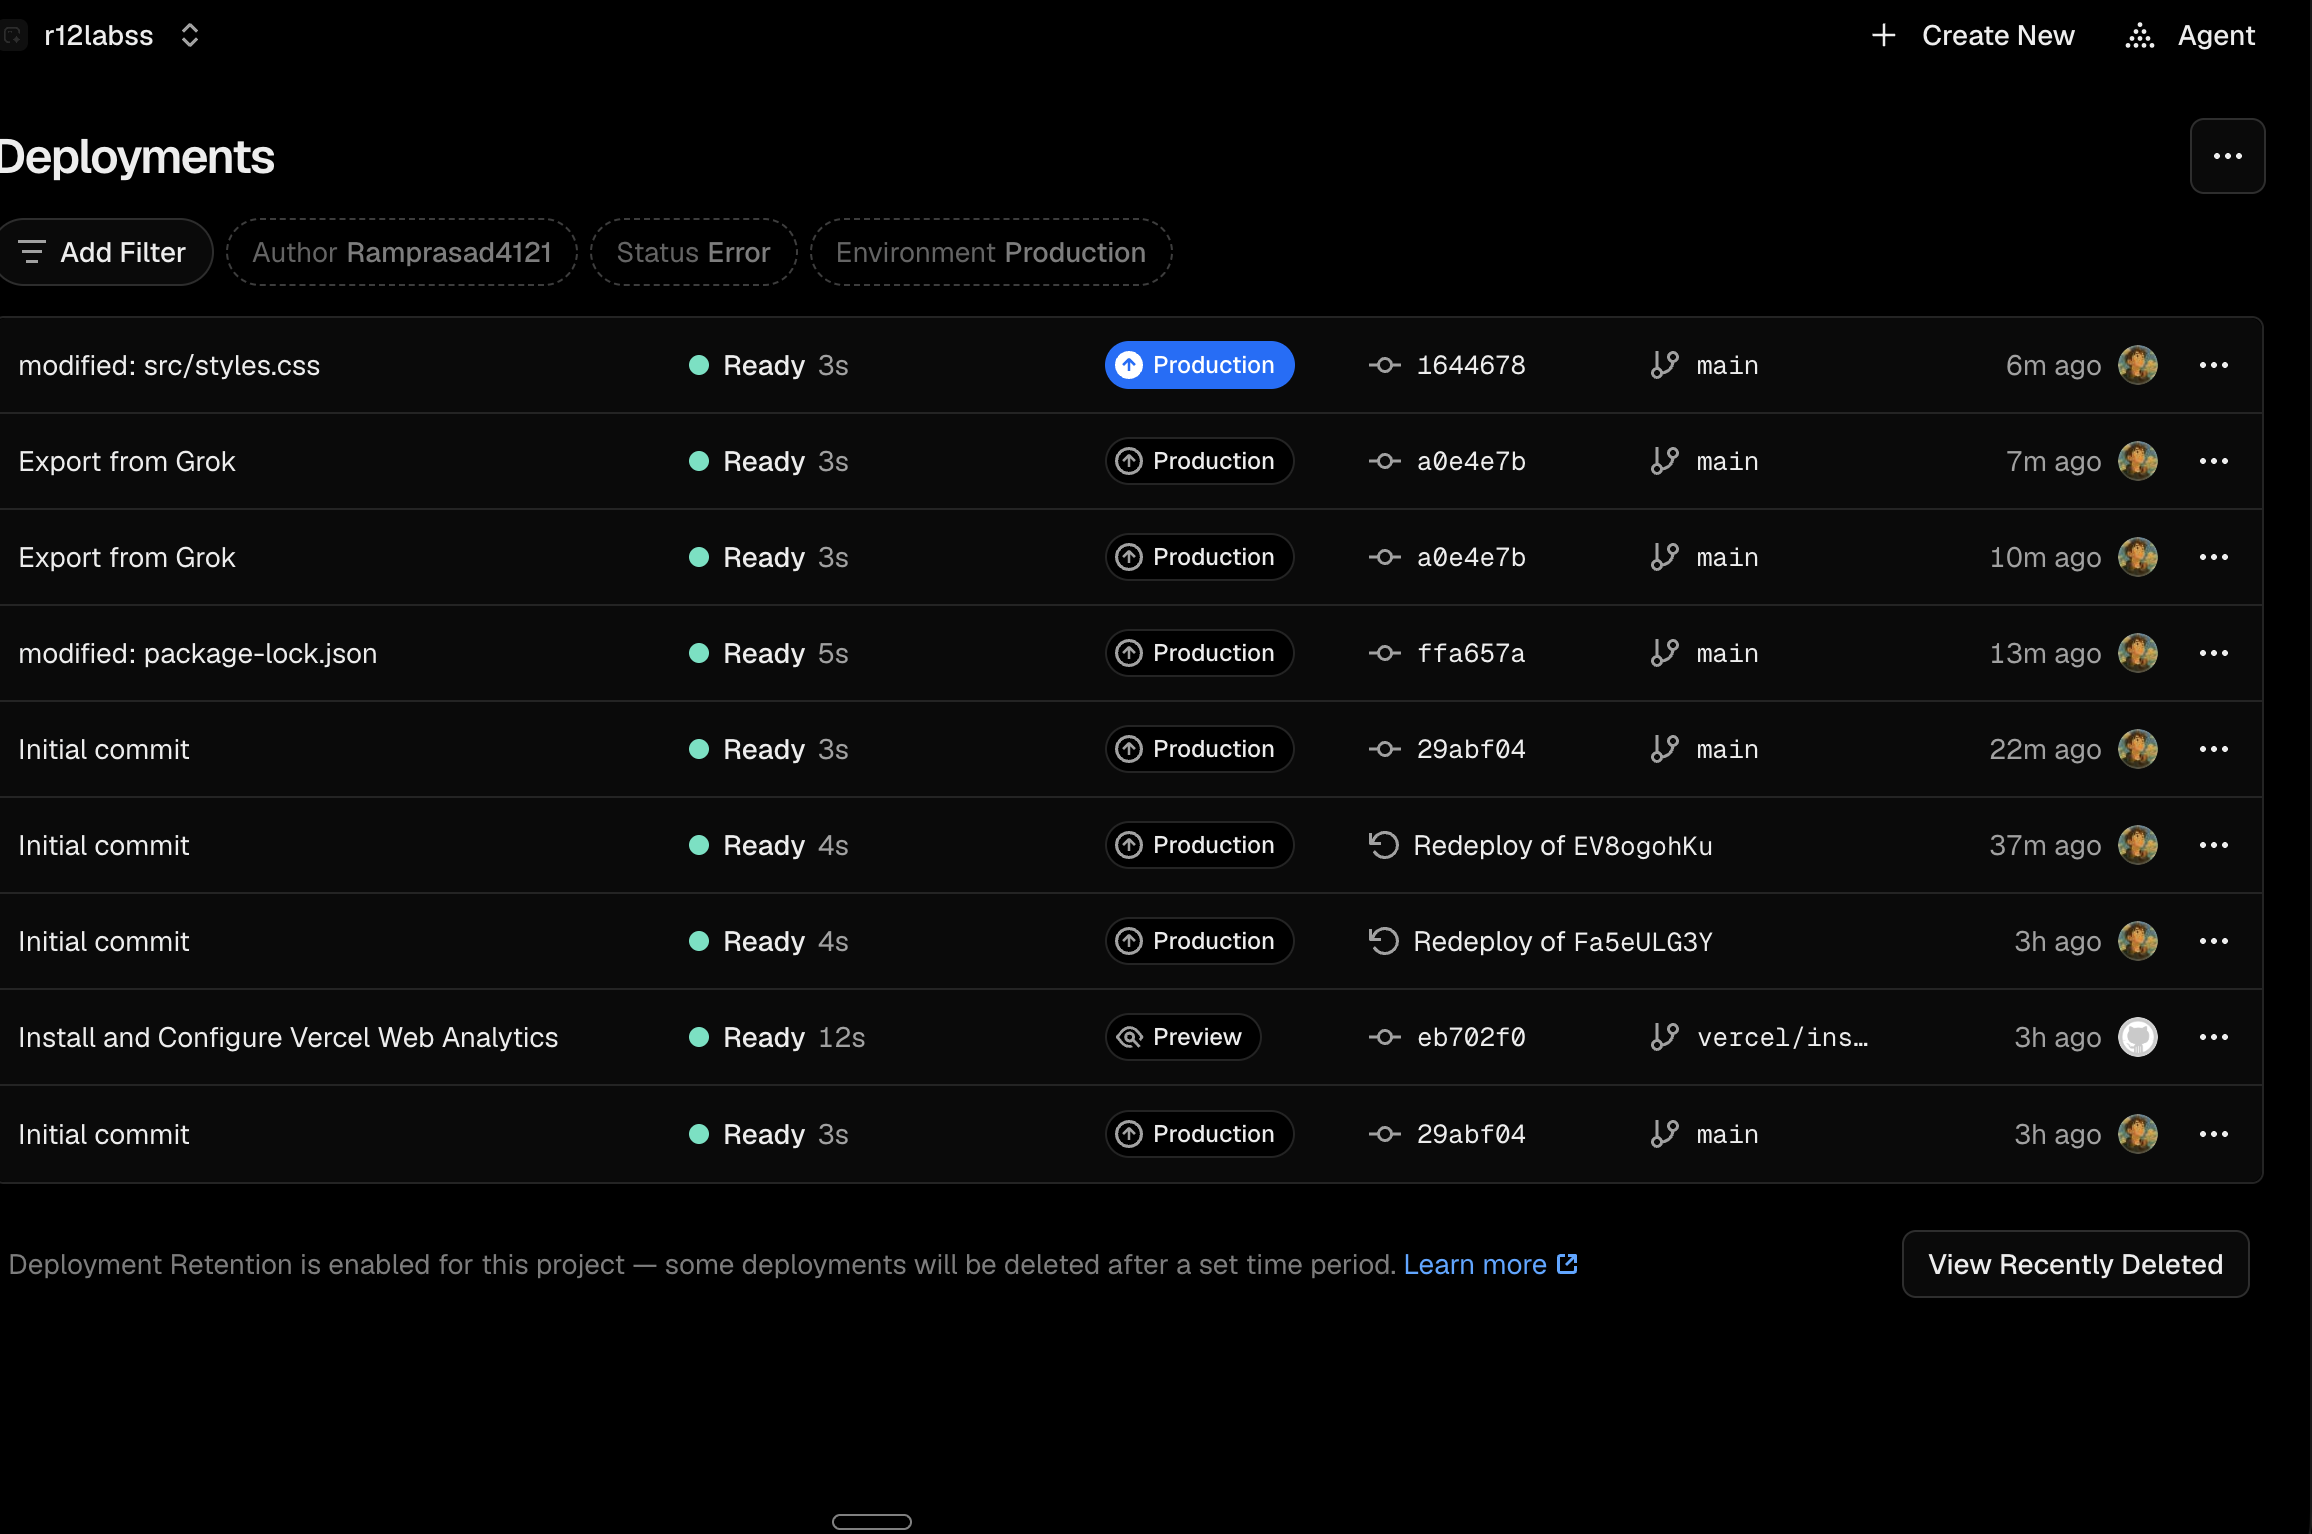 r12labss
Create New
Agent
Deployments
Add Filter
Author Ramprasad4121
Status Error
Environment Production
modified: src/styles.css Ready 3s Production 1644678 main 6m ago
Export from Grok Ready 3s Production a0e4e7b main 7m ago
Export from Grok Ready 3s Production a0e4e7b main 10m ago
modified: package-lock.json Ready 5s Production ffa657a main 13m ago
Initial commit Ready 3s Production 29abf04 main 22m ago
Initial commit Ready 4s Production Redeploy of EV8ogohKu 37m ago
Initial commit Ready 4s Production Redeploy of Fa5eULG3Y 3h ago
Install and Configure Vercel Web Analytics Ready 12s Preview eb702f0 vercel/ins… 3h ago
Initial commit Ready 3s Production 29abf04 main 3h ago
Deployment Retention is enabled for this project — some deployments will be deleted after a set time period. Learn more
View Recently Deleted